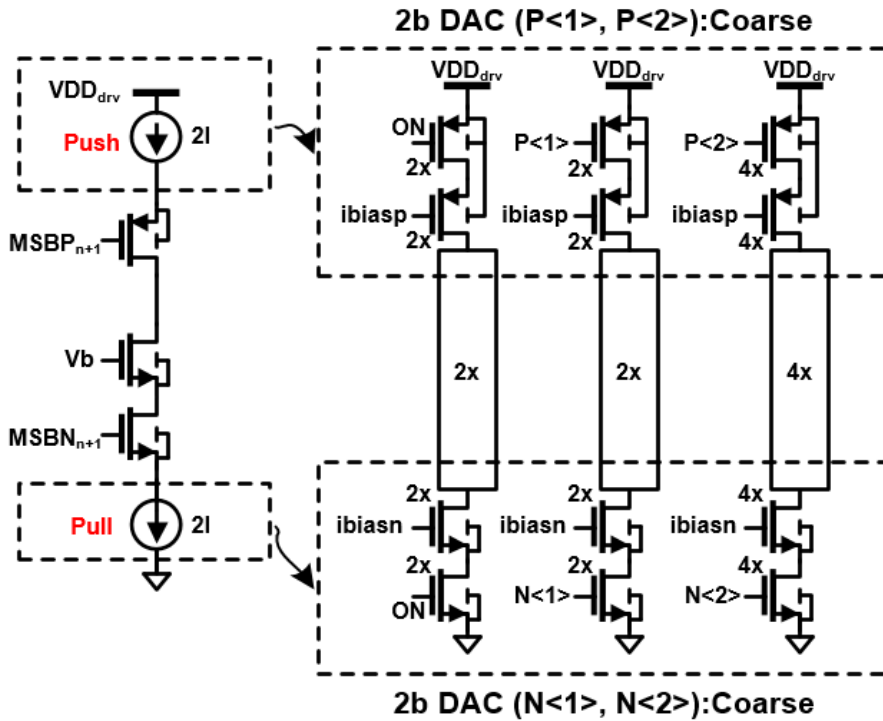 2b DAC (P<1>, P<2>):Coarse
VDDdrv
Push
2I
MSBPn+1
Vb
MSBNn+1
Pull
2I
VDDdrv VDDdrv VDDdrv
ON P<1> P<2>
2x 2x 4x
ibiasp ibiasp ibiasp
2x 2x 4x
2x 2x 4x
2x 2x 4x
ibiasn ibiasn ibiasn
2x 2x 4x
ON N<1> N<2>
2b DAC (N<1>, N<2>):Coarse